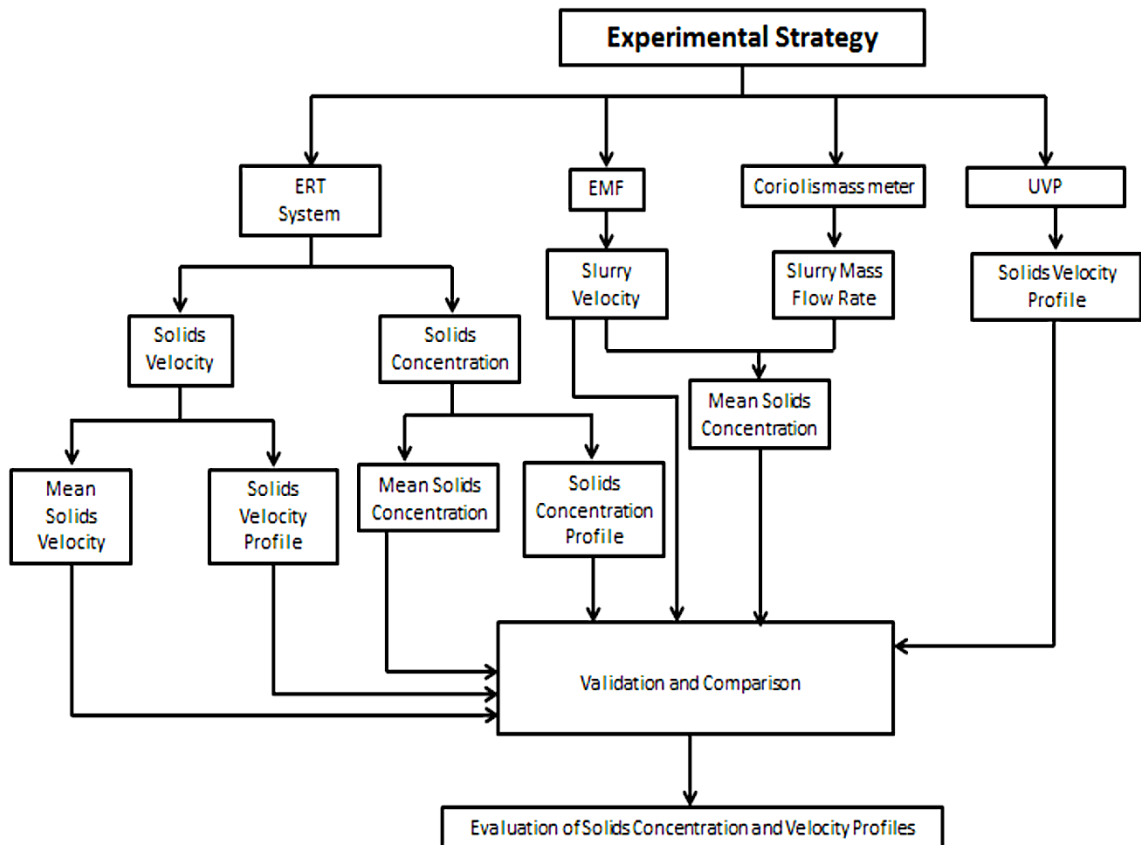 Experimental Strategy
ERT
System
EMF
Coriolismass meter
UVP
Slurry
Velocity
Slurry Mass
Flow Rate
Solids Velocity
Profile
Solids
Velocity
Solids
Concentration
Mean Solids
Concentration
Mean
Solids
Velocity
Solids
Velocity
Profile
Mean Solids
Concentration
Solids
Concentration
Profile
Validation and Comparison
Evaluation of Solids Concentration and Velocity Profiles